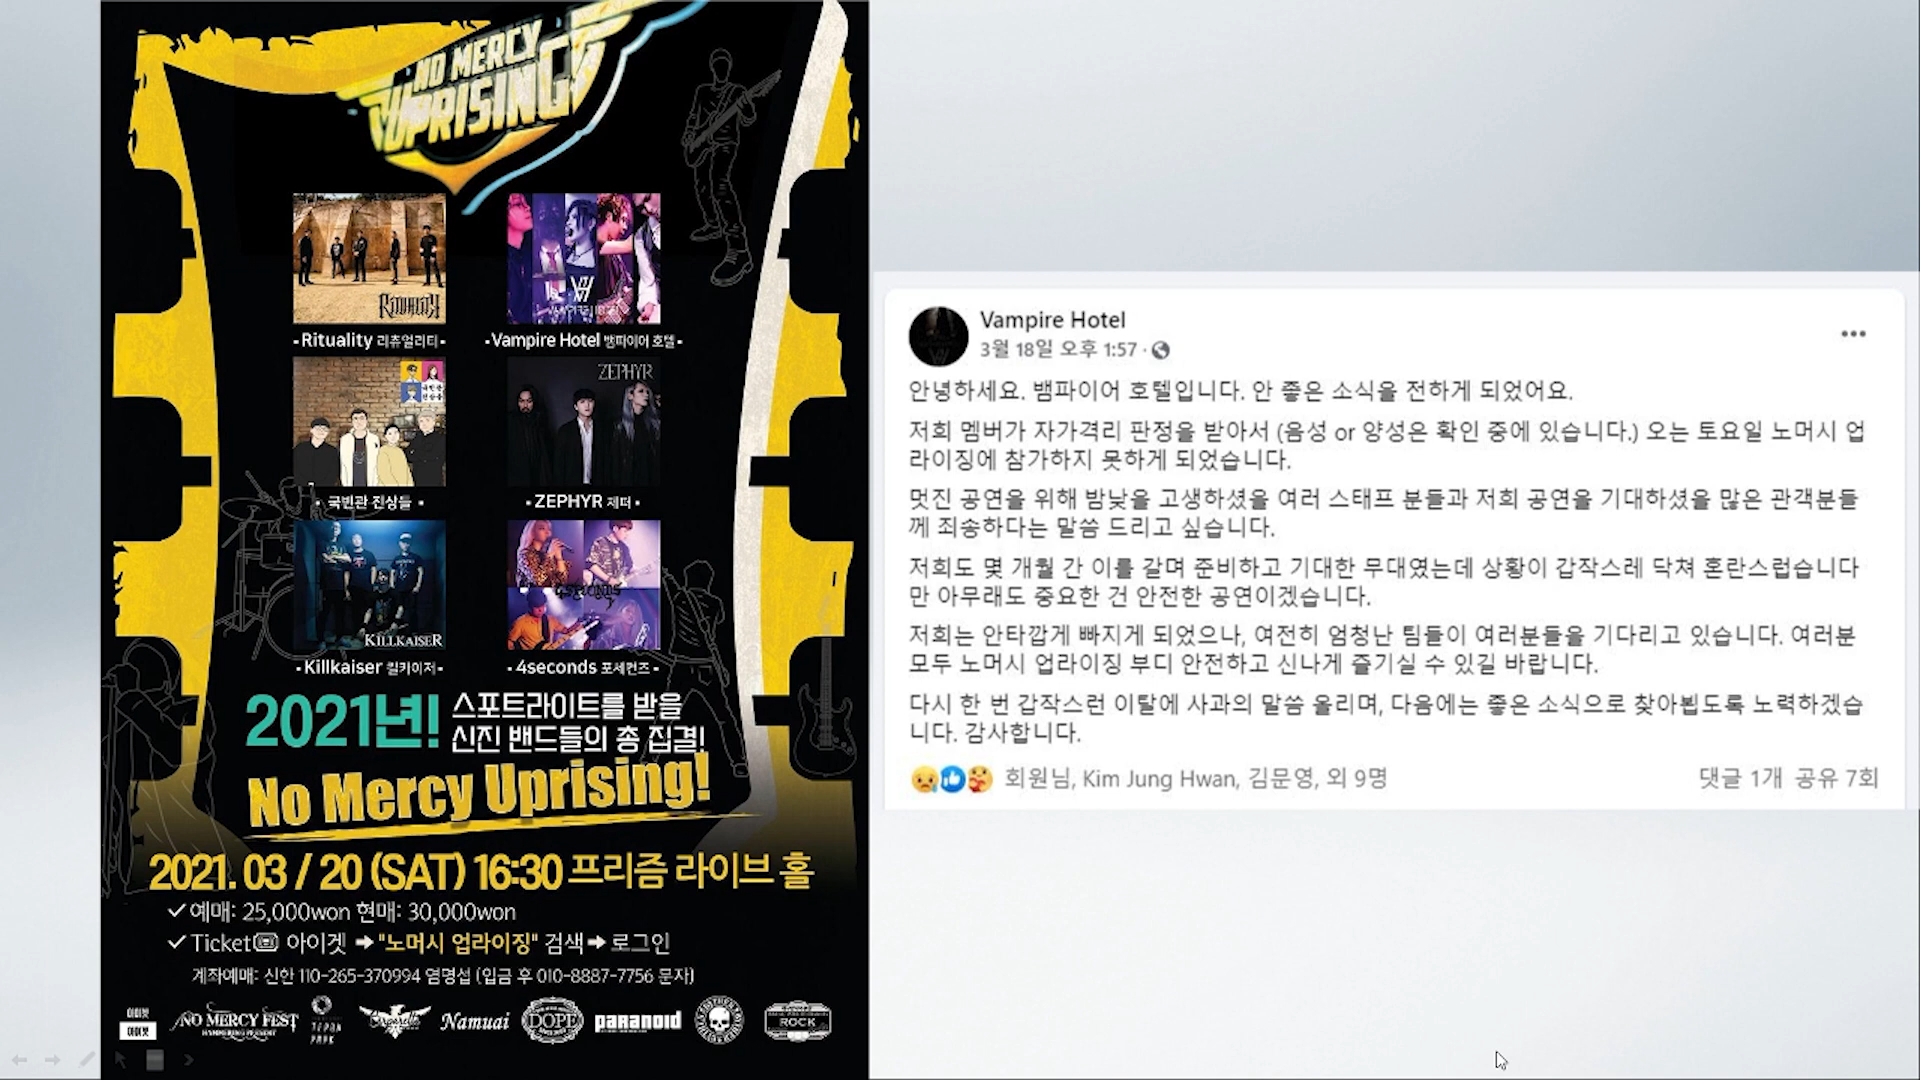 NO MERCY
UPRISING
RITUALITY
- Rituality 리츄얼리티 -
- Vampire Hotel 뱀파이어 호텔 -
- 국빈관 진상들 -
ZEPHYR
- ZEPHYR 제퍼 -
KILLKAISER
- Killkaiser 킬카이저 -
4SECONDS
- 4seconds 포세컨즈 -
2021년! 스포트라이트를 받을
신진 밴드들의 총 집결!
No Mercy Uprising!
2021. 03 / 20 (SAT) 16:30 프리즘 라이브 홀
✓예매: 25,000won 현매: 30,000won
✓Ticket 아이겟 ➡"노머시 업라이징" 검색➡로그인
계좌예매: 신한 110-265-370994 염명섭 (입금 후 010-8887-7756 문자)
NO MERCY FEST
Namuai
DOPE
paranoid
ROCK
Vampire Hotel
3월 18일 오후 1:57 ·
안녕하세요. 뱀파이어 호텔입니다. 안 좋은 소식을 전하게 되었어요.
저희 멤버가 자가격리 판정을 받아서 (음성 or 양성은 확인 중에 있습니다.) 오는 토요일 노머시 업
라이징에 참가하지 못하게 되었습니다.
멋진 공연을 위해 밤낮을 고생하셨을 여러 스태프 분들과 저희 공연을 기대하셨을 많은 관객분들
께 죄송하다는 말씀 드리고 싶습니다.
저희도 몇 개월 간 이를 갈며 준비하고 기대한 무대였는데 상황이 갑작스레 닥쳐 혼란스럽습니다
만 아무래도 중요한 건 안전한 공연이겠습니다.
저희는 안타깝게 빠지게 되었으나, 여전히 엄청난 팀들이 여러분들을 기다리고 있습니다. 여러분
모두 노머시 업라이징 부디 안전하고 신나게 즐기실 수 있길 바랍니다.
다시 한 번 갑작스런 이탈에 사과의 말씀 올리며, 다음에는 좋은 소식으로 찾아뵙도록 노력하겠습
니다. 감사합니다.
회원님, Kim Jung Hwan, 김문영, 외 9명
댓글 1개 공유 7회